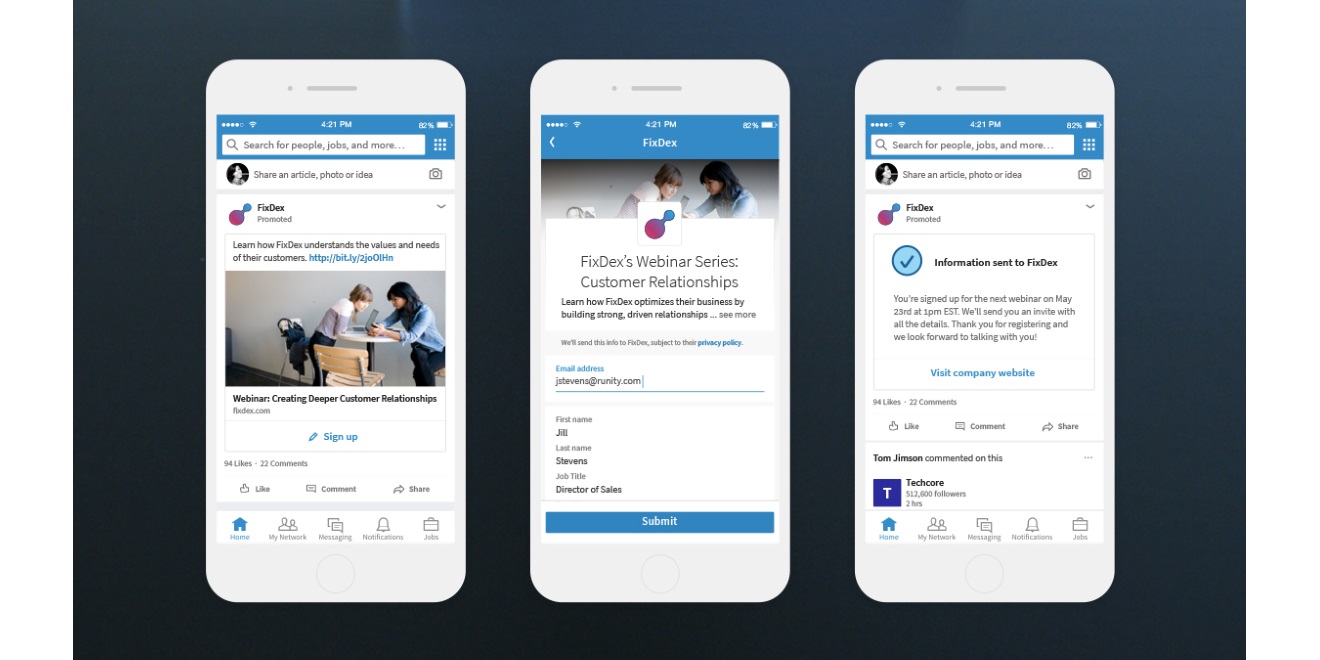 4:21 PM
82%
Search for people, jobs, and more...
Share an article, photo or idea
FixDex
Promoted
Learn how FixDex understands the values and needs
of their customers. http://bit.ly/2joOlHn
Webinar: Creating Deeper Customer Relationships
fixdex.com
Sign up
94 Likes · 22 Comments
Like
Comment
Share
Home
My Network
Messaging
Notifications
Jobs
4:21 PM
82%
FixDex
FixDex's Webinar Series:
Customer Relationships
Learn how FixDex optimizes their business by
building strong, driven relationships ... see more
We'll send this info to FixDex, subject to their privacy policy.
Email address
jstevens@runity.com
First name
Jill
Last name
Stevens
Job Title
Director of Sales
Submit
4:21 PM
82%
Search for people, jobs, and more...
Share an article, photo or idea
FixDex
Promoted
Information sent to FixDex
You're signed up for the next webinar on May
23rd at 1pm EST. We'll send you an invite with
all the details. Thank you for registering and
we look forward to talking with you!
Visit company website
94 Likes · 22 Comments
Like
Comment
Share
Tom Jimson commented on this
T
Techcore
512,600 followers
2 hrs
Home
My Network
Messaging
Notifications
Jobs